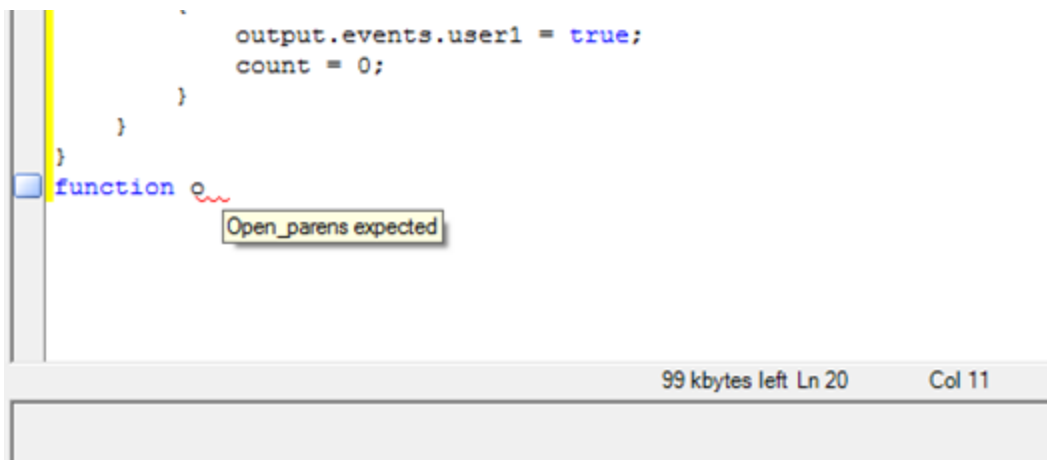 {
output.events.user1 = true;
count = 0;
}
}
}
function o
Open_parens expected
99 kbytes left Ln 20 Col 11